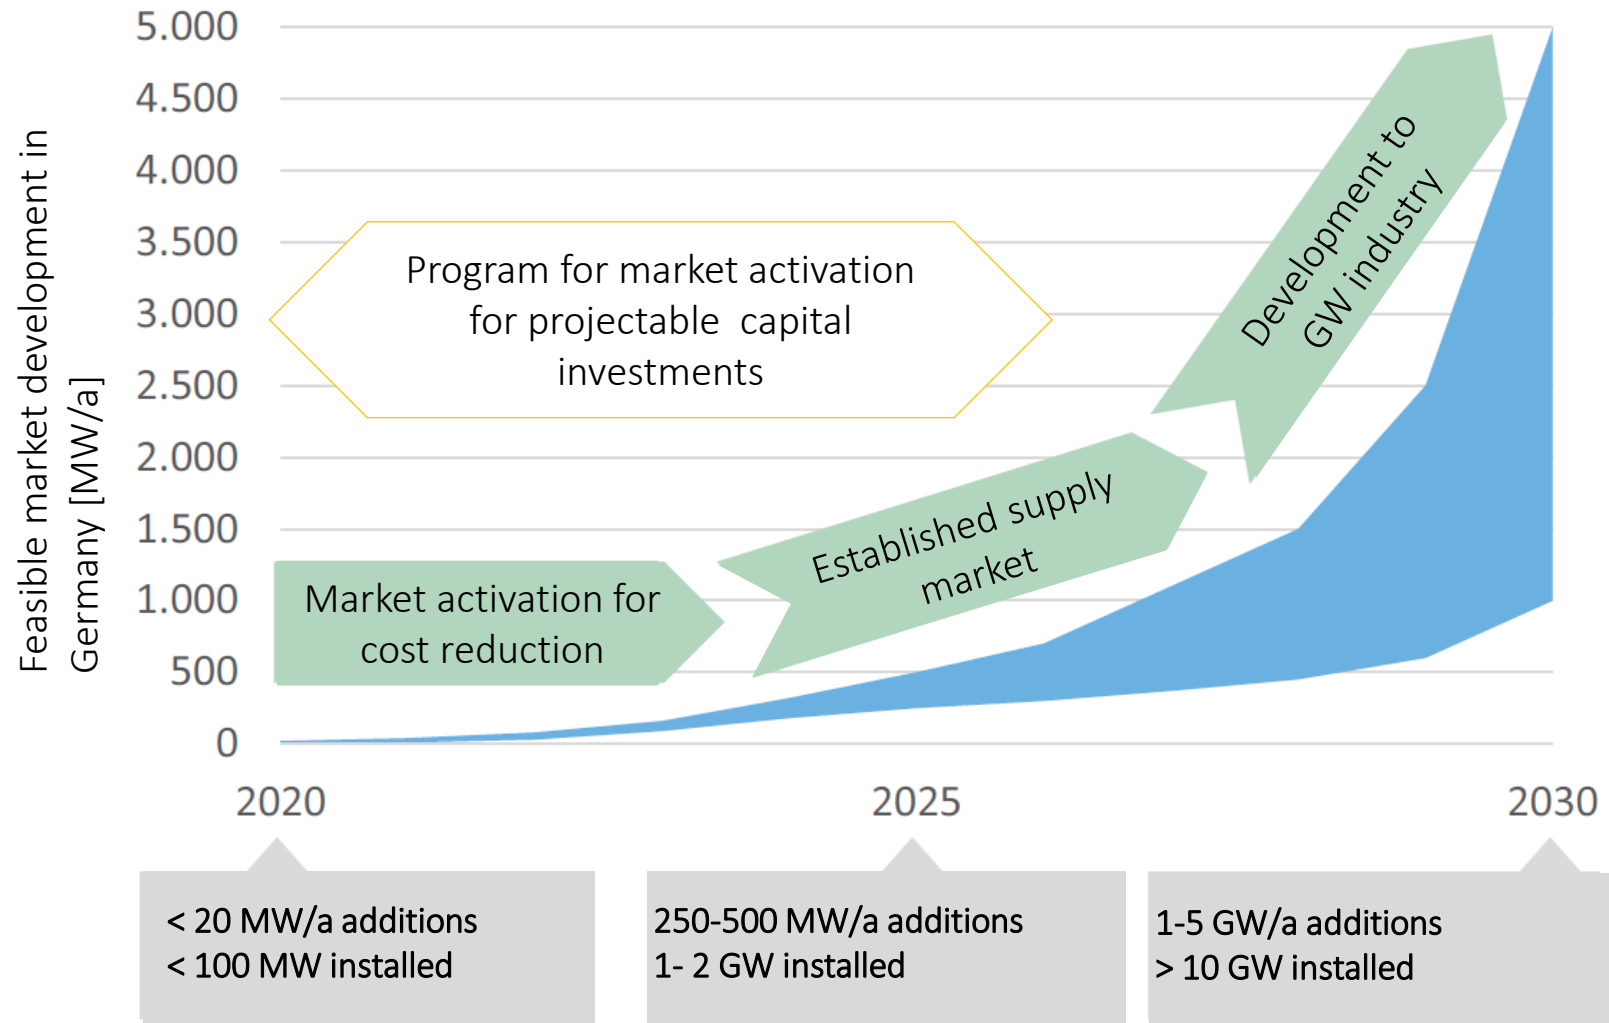 Feasible market development in
Germany [MW/a]
5.000
4.500
4.000
3.500
3.000
2.500
2.000
1.500
1.000
500
0
Program for market activation
for projectable capital
investments
Market activation for
cost reduction
Established supply
market
Development to
GW industry
2020
2025
2030
< 20 MW/a additions
< 100 MW installed
250-500 MW/a additions
1- 2 GW installed
1-5 GW/a additions
> 10 GW installed